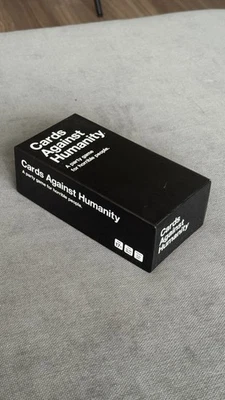 Cards
Against
Humanity.
A party game
for horrible people.
Cards Against Humanity
A party game for horrible people.
Cards
Against
Humanity